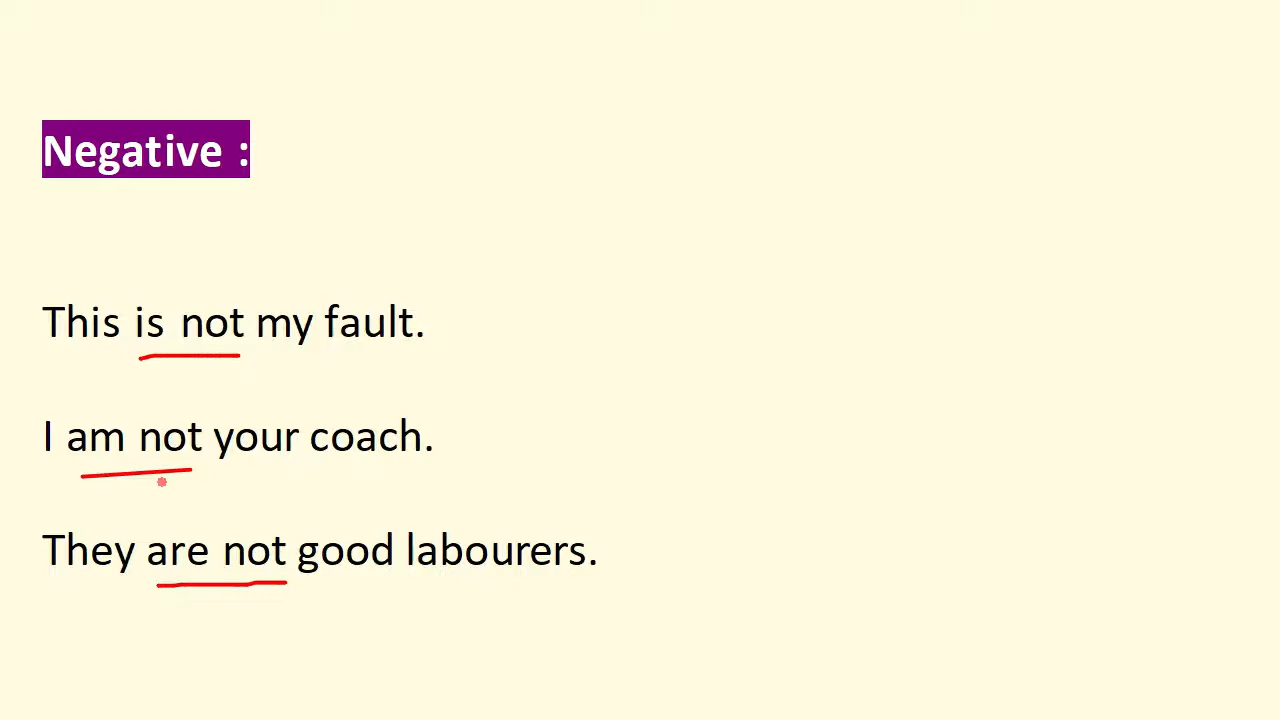 Negative :
This is not my fault.
I am not your coach.
They are not good labourers.